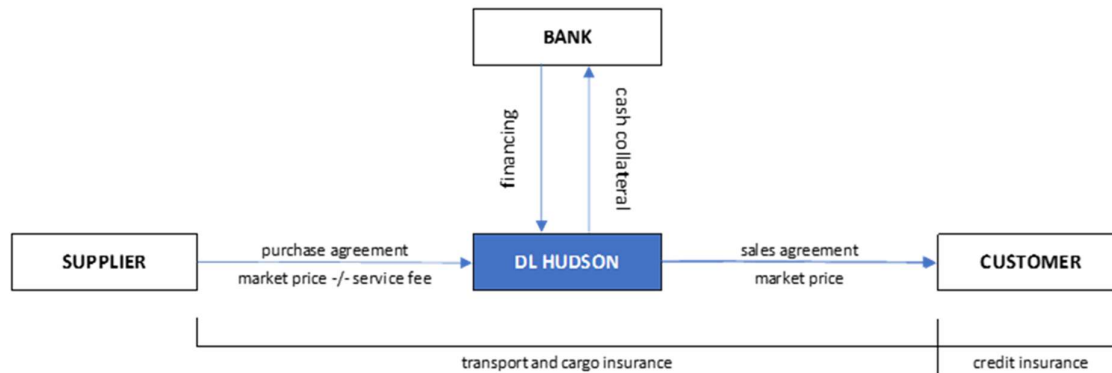 BANK
financing
cash collateral
SUPPLIER
purchase agreement
market price -/- service fee
DL HUDSON
sales agreement
market price
CUSTOMER
transport and cargo insurance
credit insurance